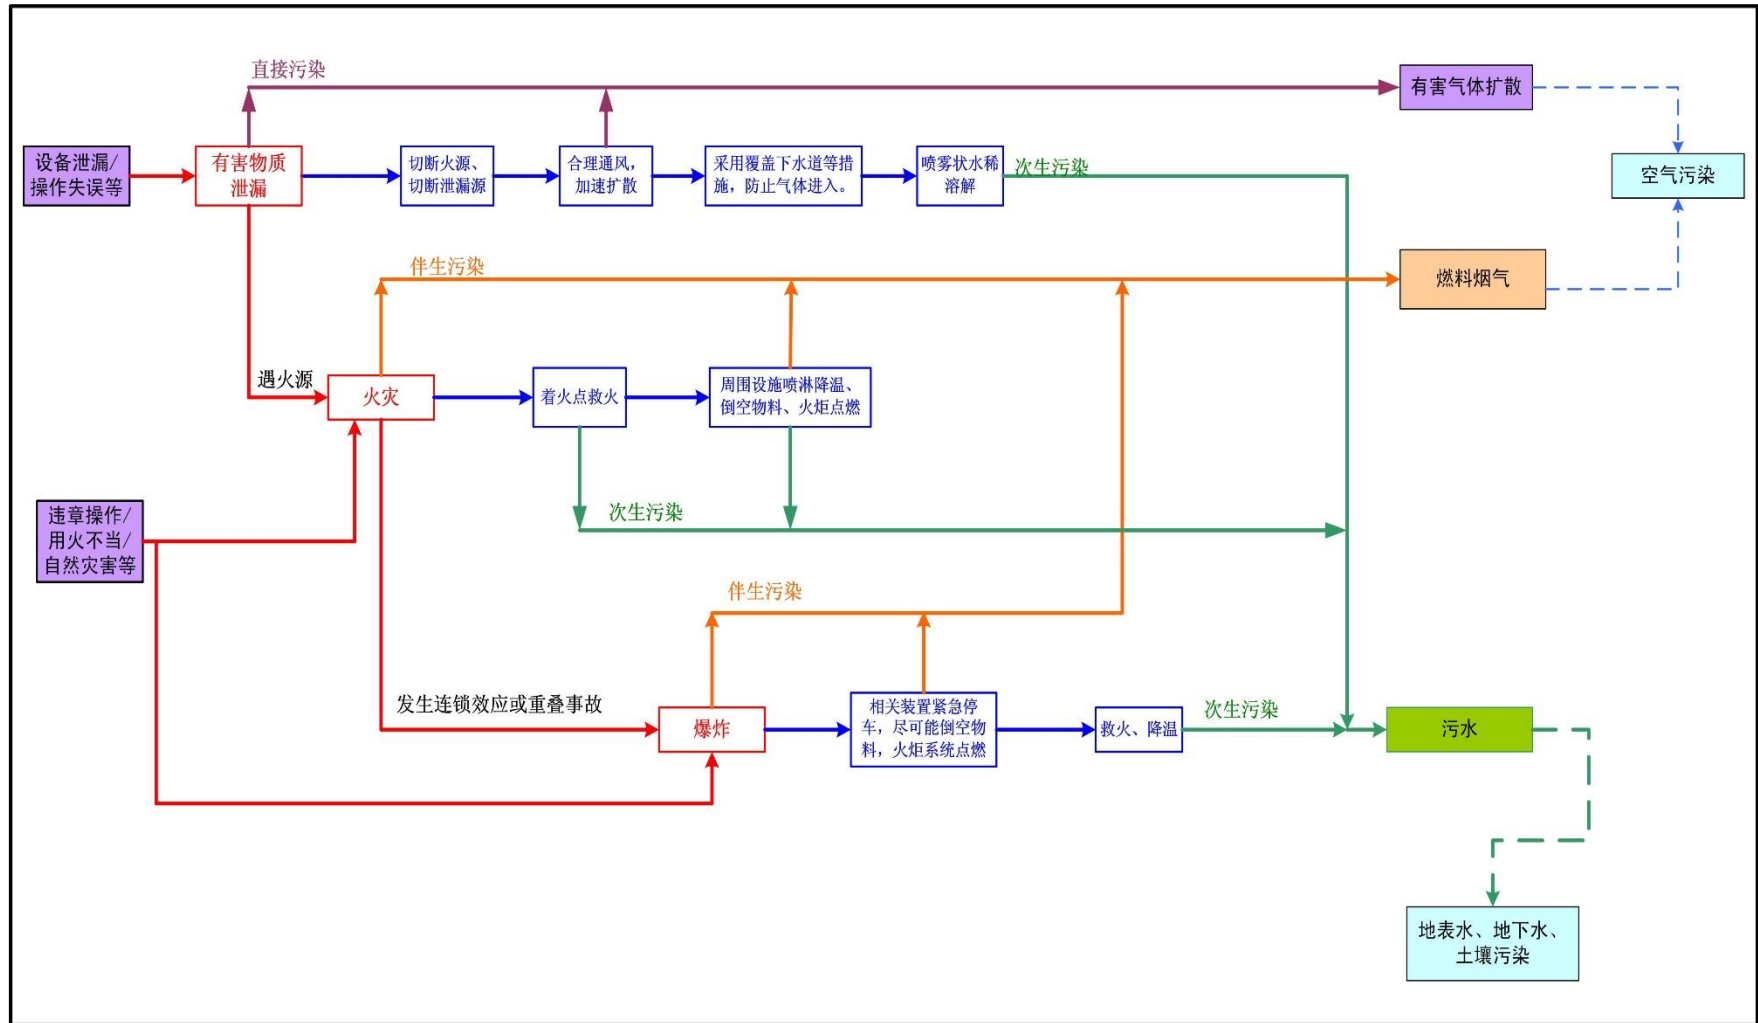 直接污染
有害气体扩散
设备泄漏/
操作失误等
有害物质
泄漏
切断火源、
切断泄漏源
合理通风，
加速扩散
采用覆盖下水道等措
施，防止气体进入。
喷雾状水稀
溶解
次生污染
空气污染
伴生污染
燃料烟气
遇火源
火灾
着火点救火
周围设施喷淋降温、
倒空物料、火炬点燃
次生污染
违章操作/
用火不当/
自然灾害等
伴生污染
发生连锁效应或重叠事故
爆炸
相关装置紧急停
车，尽可能倒空物
料，火炬系统点燃
救火、降温
次生污染
污水
地表水、地下水、
土壤污染